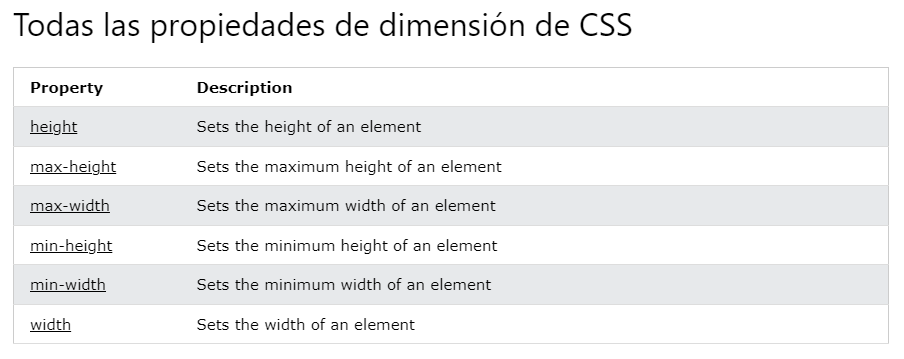 Todas las propiedades de dimensión de CSS
Property Description
height Sets the height of an element
max-height Sets the maximum height of an element
max-width Sets the maximum width of an element
min-height Sets the minimum height of an element
min-width Sets the minimum width of an element
width Sets the width of an element